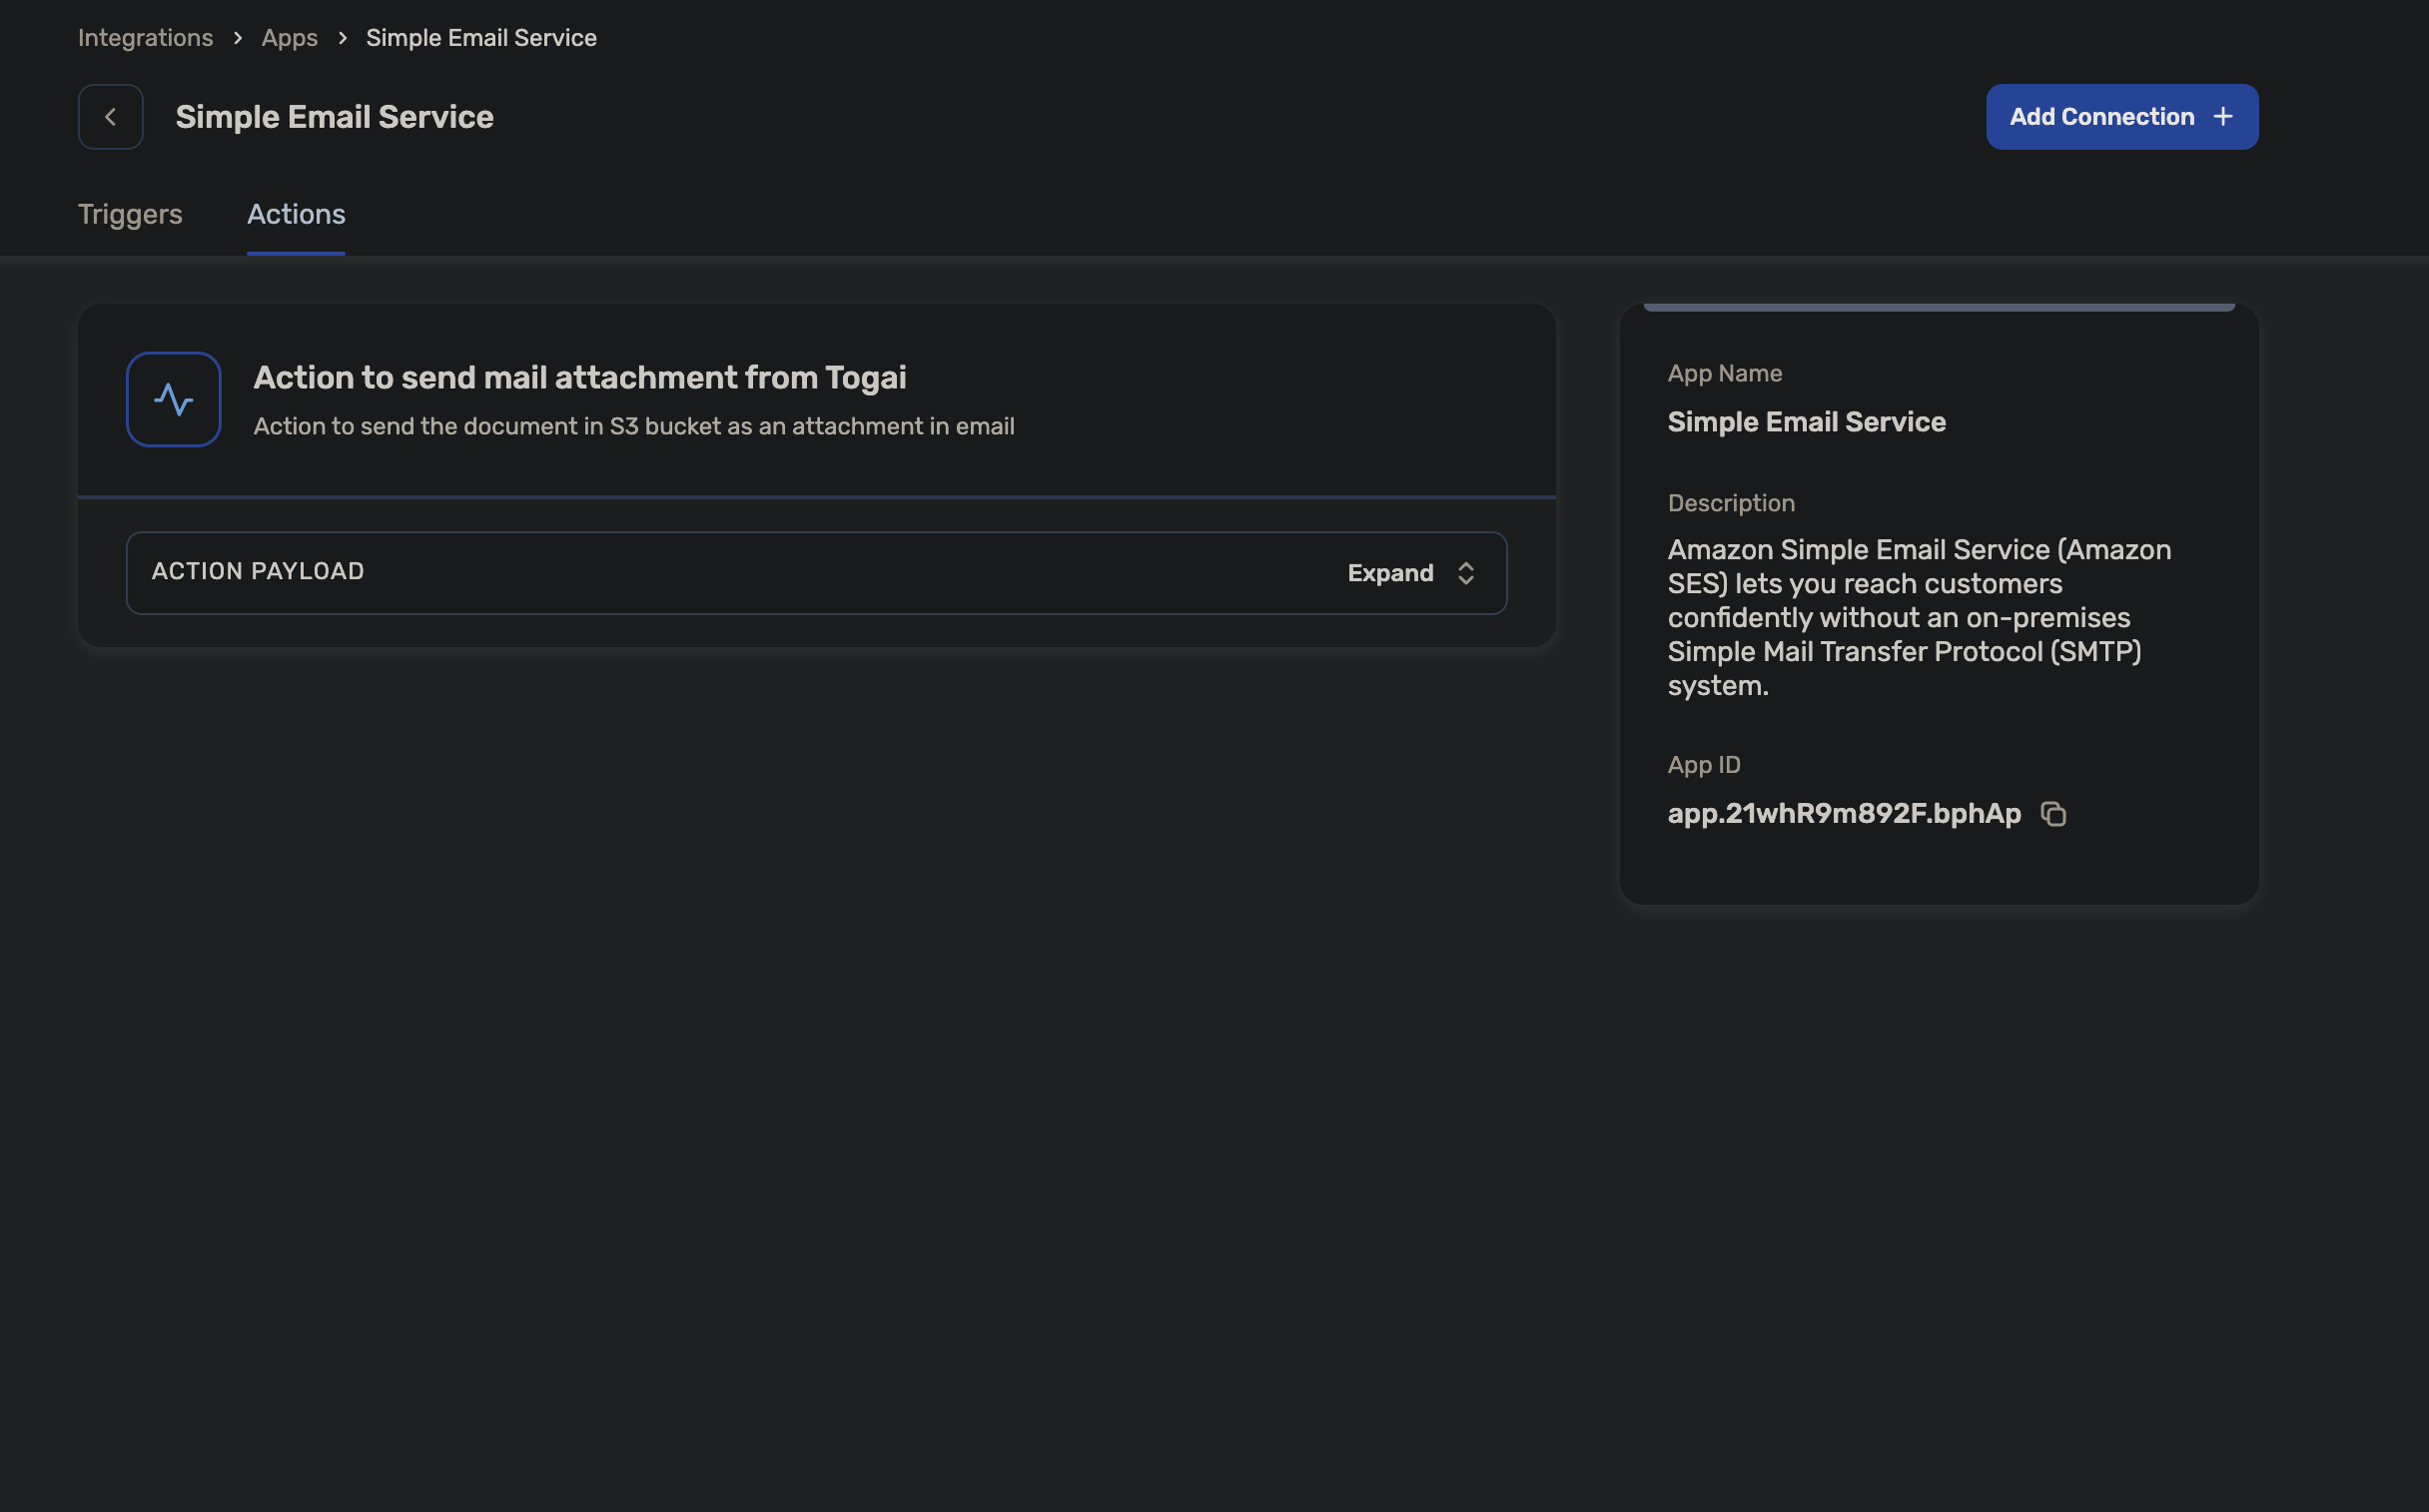 Integrations > Apps > Simple Email Service
Simple Email Service
Add Connection +
Triggers Actions
Action to send mail attachment from Togai
Action to send the document in S3 bucket as an attachment in email
ACTION PAYLOAD
Expand
App Name
Simple Email Service
Description
Amazon Simple Email Service (Amazon
SES) lets you reach customers
confidently without an on-premises
Simple Mail Transfer Protocol (SMTP)
system.
App ID
app.21whR9m892F.bphAp